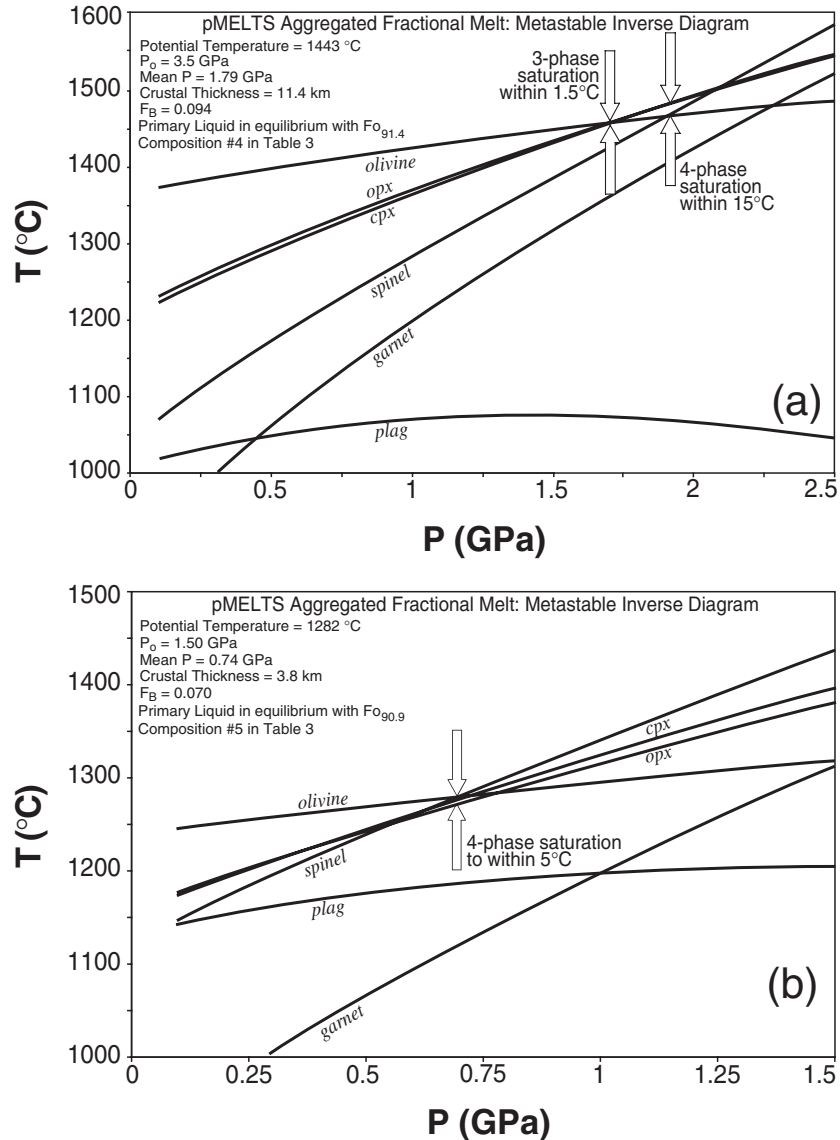 pMELTS Aggregated Fractional Melt: Metastable Inverse Diagram
Potential Temperature = 1443 °C
Po = 3.5 GPa
Mean P = 1.79 GPa
Crustal Thickness = 11.4 km
FB = 0.094
Primary Liquid in equilibrium with Fo91.4
Composition #4 in Table 3
3-phase
saturation
within 1.5°C
4-phase
saturation
within 15°C
olivine
opx
cpx
spinel
garnet
plag
(a)
T (°C)
1600
1500
1400
1300
1200
1100
1000
0
0.5
1
1.5
2
2.5
P (GPa)
pMELTS Aggregated Fractional Melt: Metastable Inverse Diagram
Potential Temperature = 1282 °C
Po = 1.50 GPa
Mean P = 0.74 GPa
Crustal Thickness = 3.8 km
FB = 0.070
Primary Liquid in equilibrium with Fo90.9
Composition #5 in Table 3
cpx
opx
olivine
spinel
4-phase saturation
to within 5°C
plag
garnet
(b)
T (°C)
1500
1400
1300
1200
1100
1000
0
0.25
0.5
0.75
1
1.25
1.5
P (GPa)